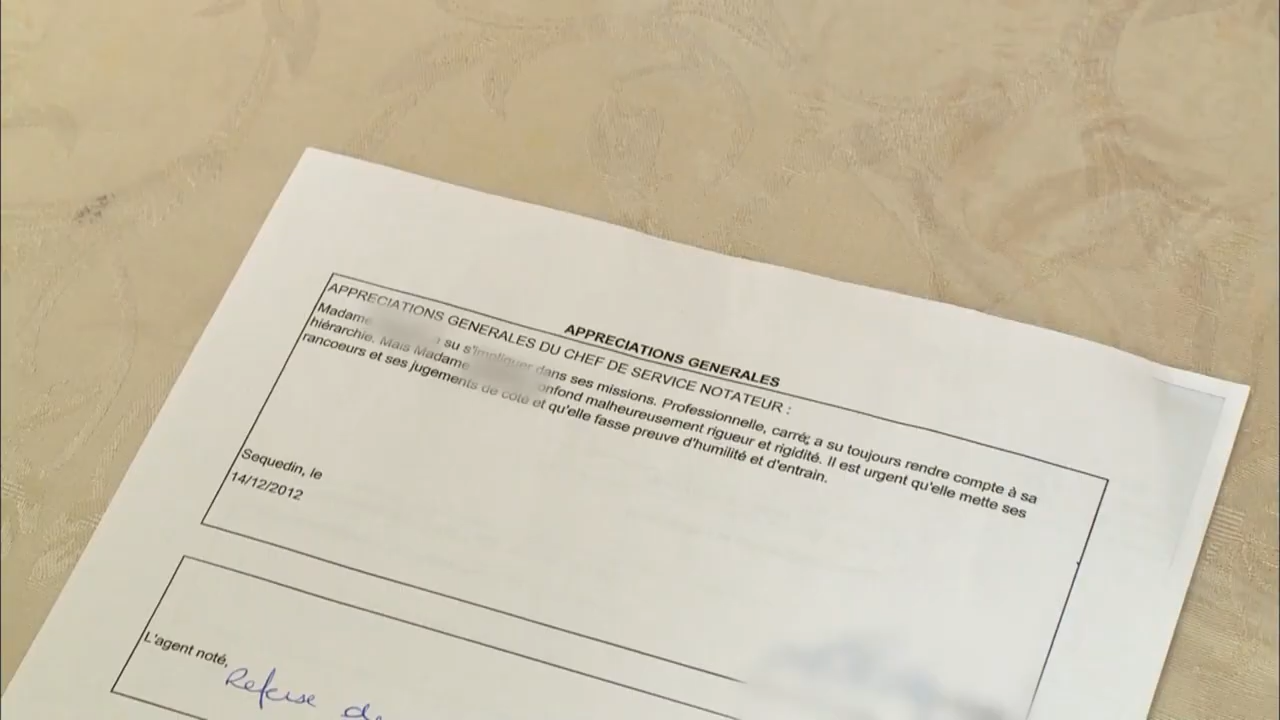 APPRECIATIONS GENERALES
APPRECIATIONS GENERALES DU CHEF DE SERVICE NOTATEUR :
Madame su s'impliquer dans ses missions. Professionnelle, carré; a su toujours rendre compte à sa
hiérarchie. Mais Madame onfond malheureusement rigueur et rigidité. Il est urgent qu'elle mette ses
rancoeurs et ses jugements de coté et qu'elle fasse preuve d'humilité et d'entrain.
Sequedin, le
14/12/2012
L'agent noté,
Refuse de